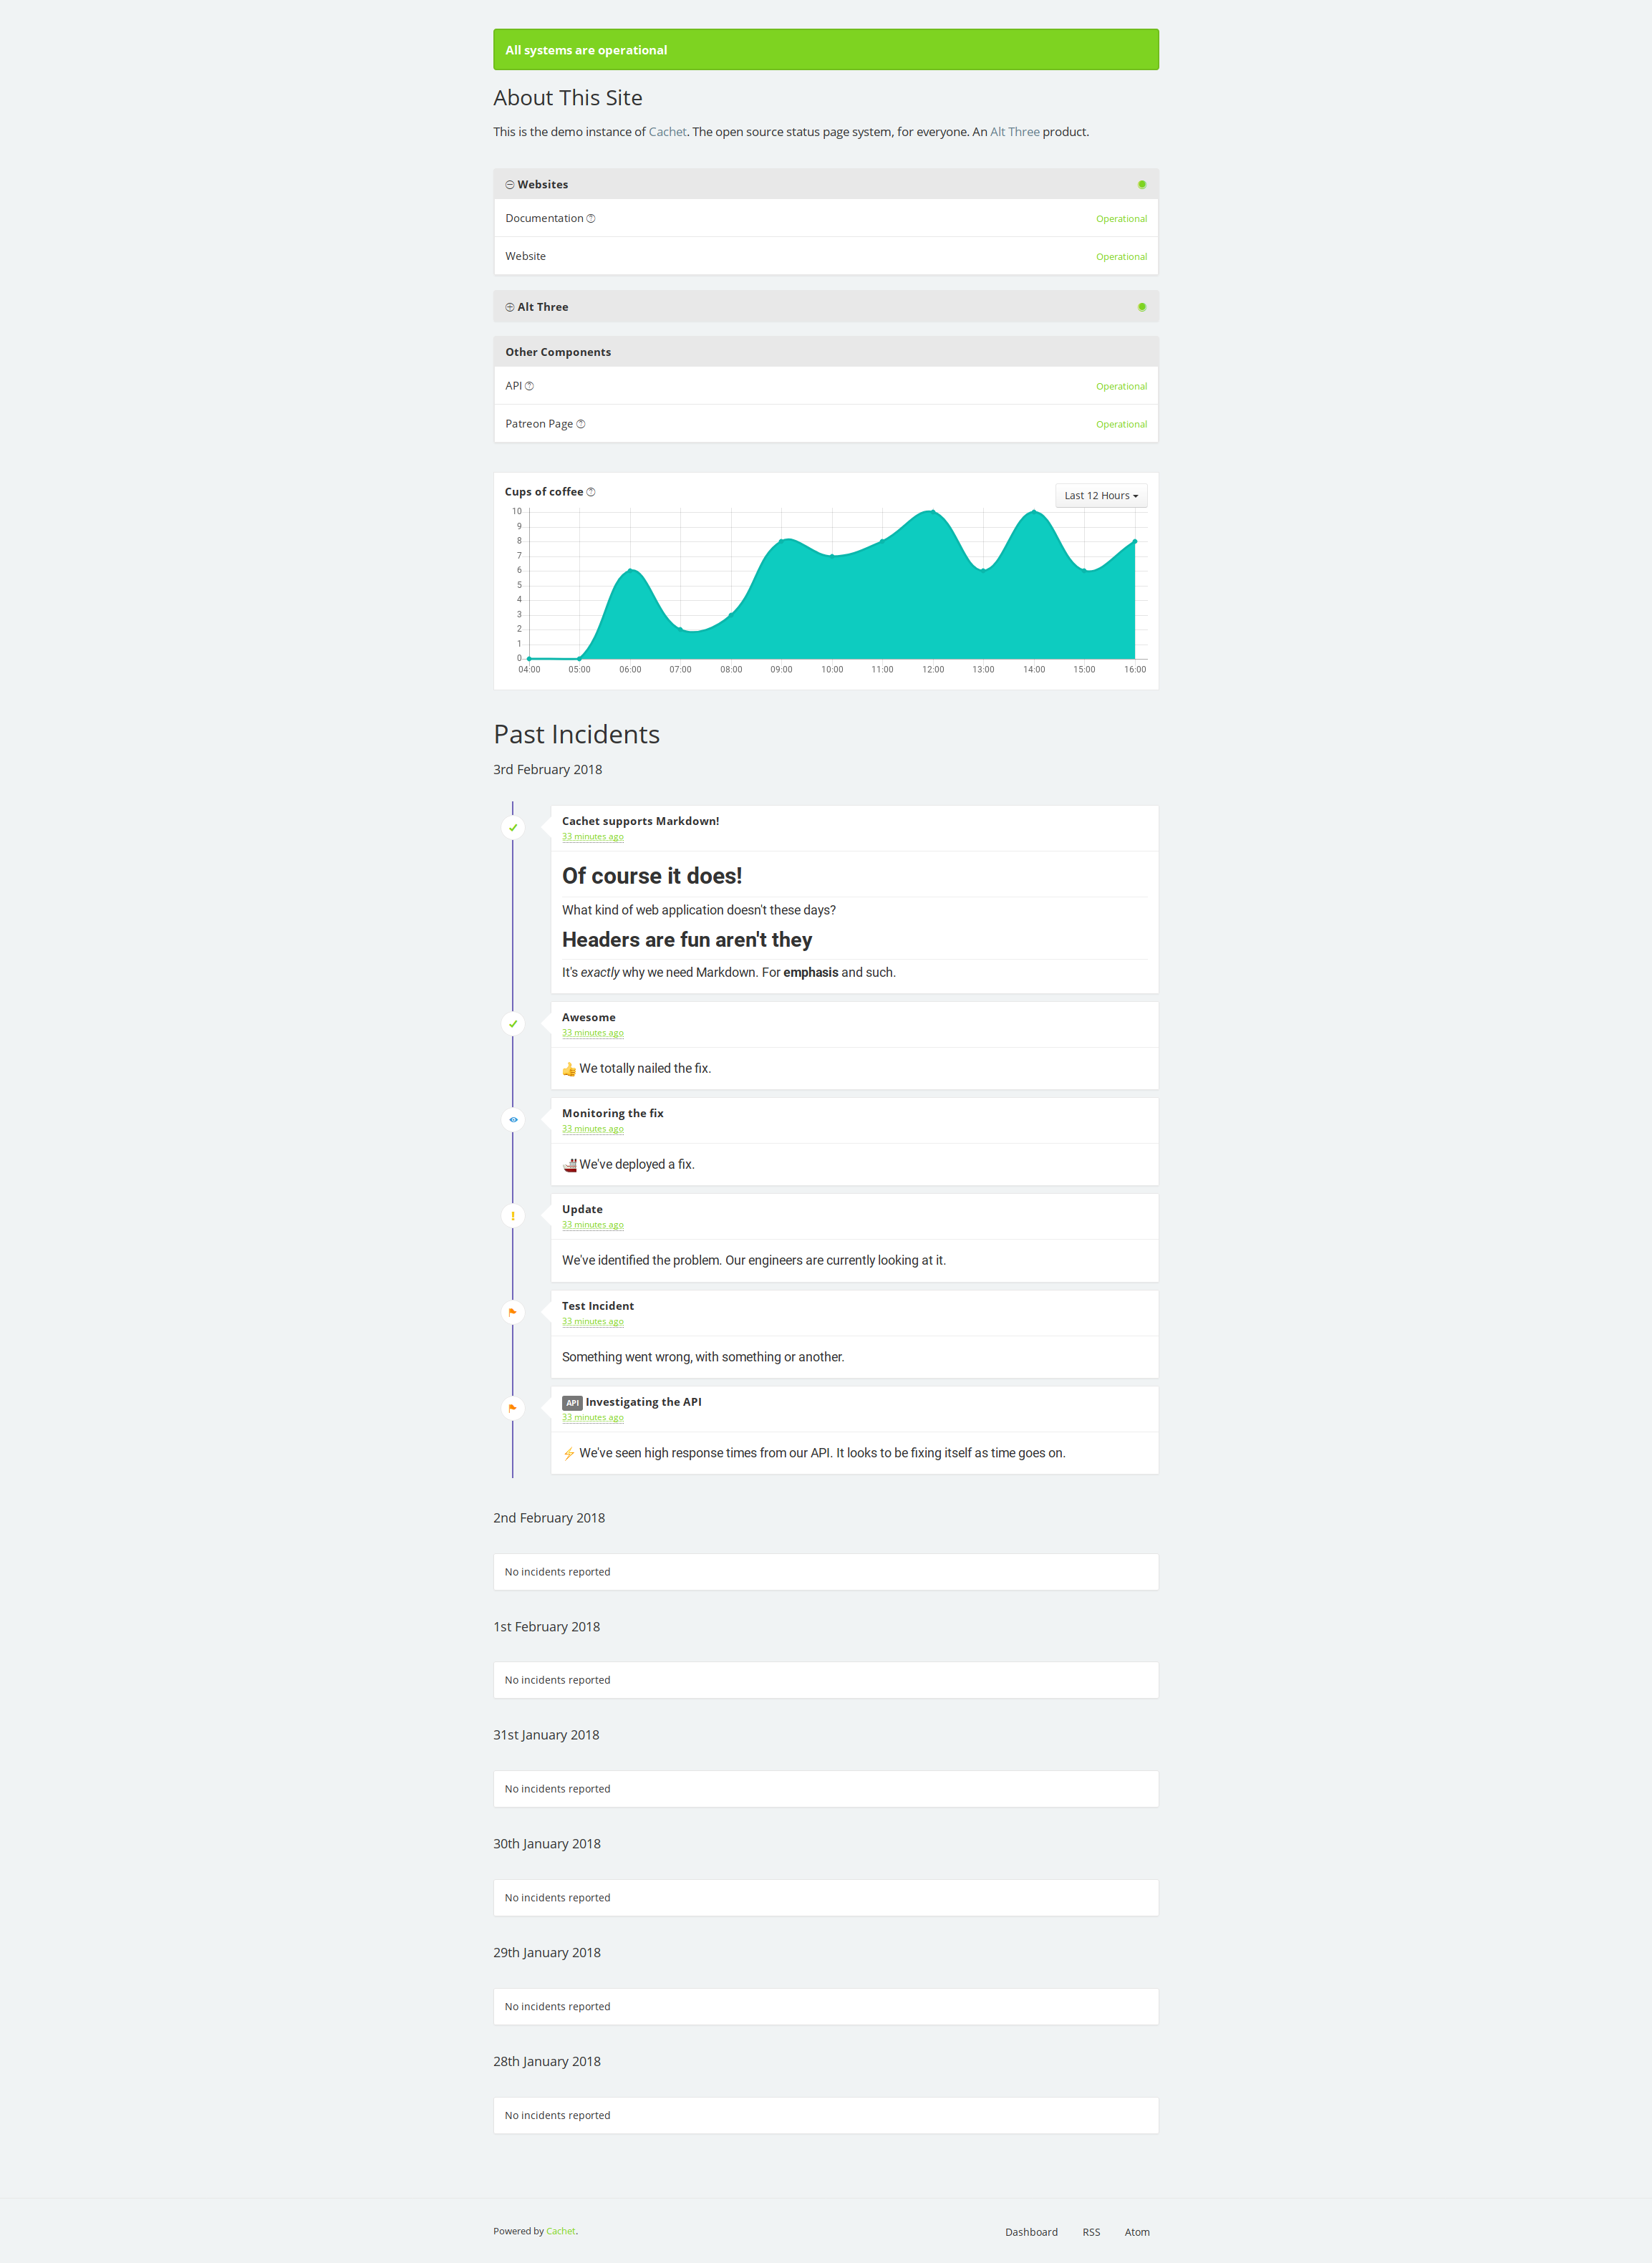 All systems are operational
About This Site
This is the demo instance of Cachet. The open source status page system, for everyone. An Alt Three product.
Websites
Documentation
Operational
Website
Operational
Alt Three
Other Components
API
Operational
Patreon Page
Operational
Cups of coffee
Last 12 Hours
10
9
8
7
6
5
4
3
2
1
0
04:00 05:00 06:00 07:00 08:00 09:00 10:00 11:00 12:00 13:00 14:00 15:00 16:00
Past Incidents
3rd February 2018
Cachet supports Markdown!
33 minutes ago
Of course it does!
What kind of web application doesn't these days?
Headers are fun aren't they
It's exactly why we need Markdown. For emphasis and such.
Awesome
33 minutes ago
👍 We totally nailed the fix.
Monitoring the fix
33 minutes ago
🚢 We've deployed a fix.
Update
33 minutes ago
We've identified the problem. Our engineers are currently looking at it.
Test Incident
33 minutes ago
Something went wrong, with something or another.
API Investigating the API
33 minutes ago
⚡ We've seen high response times from our API. It looks to be fixing itself as time goes on.
2nd February 2018
No incidents reported
1st February 2018
No incidents reported
31st January 2018
No incidents reported
30th January 2018
No incidents reported
29th January 2018
No incidents reported
28th January 2018
No incidents reported
Powered by Cachet.
Dashboard RSS Atom